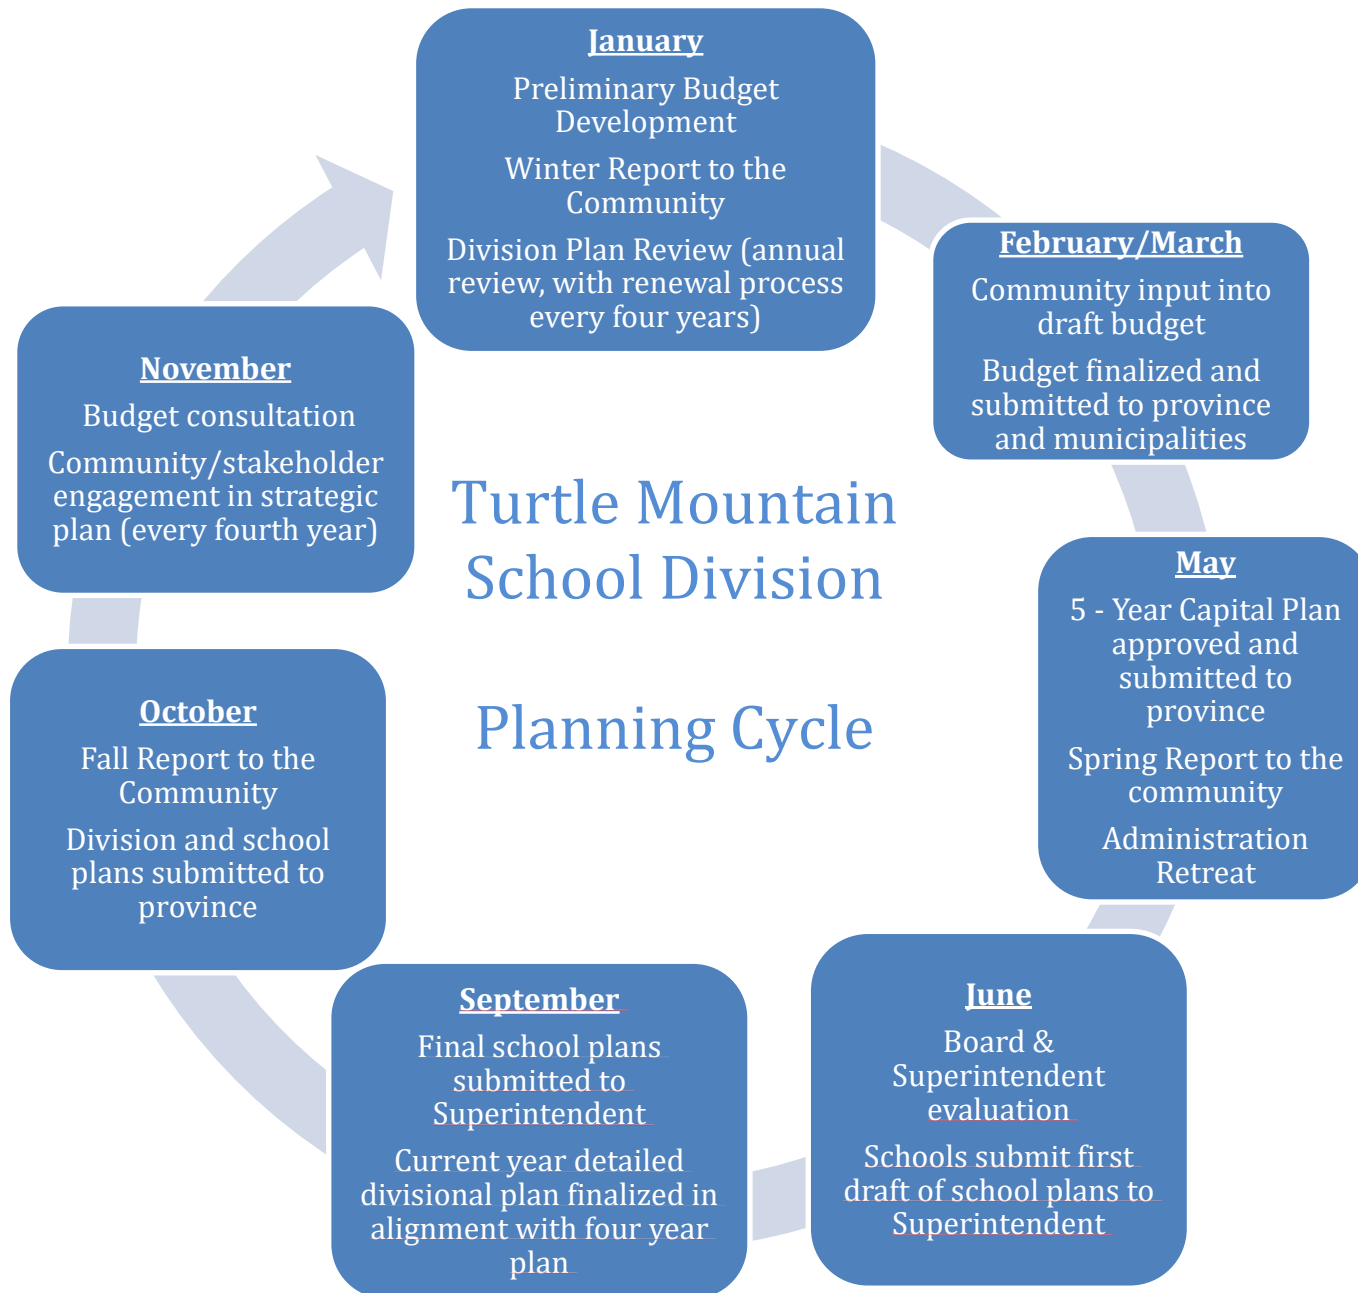 January
Preliminary Budget
Development
Winter Report to the
Community
Division Plan Review (annual
review, with renewal process
every four years)
February/March
Community input into
draft budget
Budget finalized and
submitted to province
and municipalities
May
5 - Year Capital Plan
approved and
submitted to
province
Spring Report to the
community
Administration
Retreat
June
Board &
Superintendent
evaluation
Schools submit first
draft of school plans to
Superintendent
September
Final school plans
submitted to
Superintendent
Current year detailed
divisional plan finalized in
alignment with four year
plan
October
Fall Report to the
Community
Division and school
plans submitted to
province
November
Budget consultation
Community/stakeholder
engagement in strategic
plan (every fourth year)
Turtle Mountain
School Division
Planning Cycle